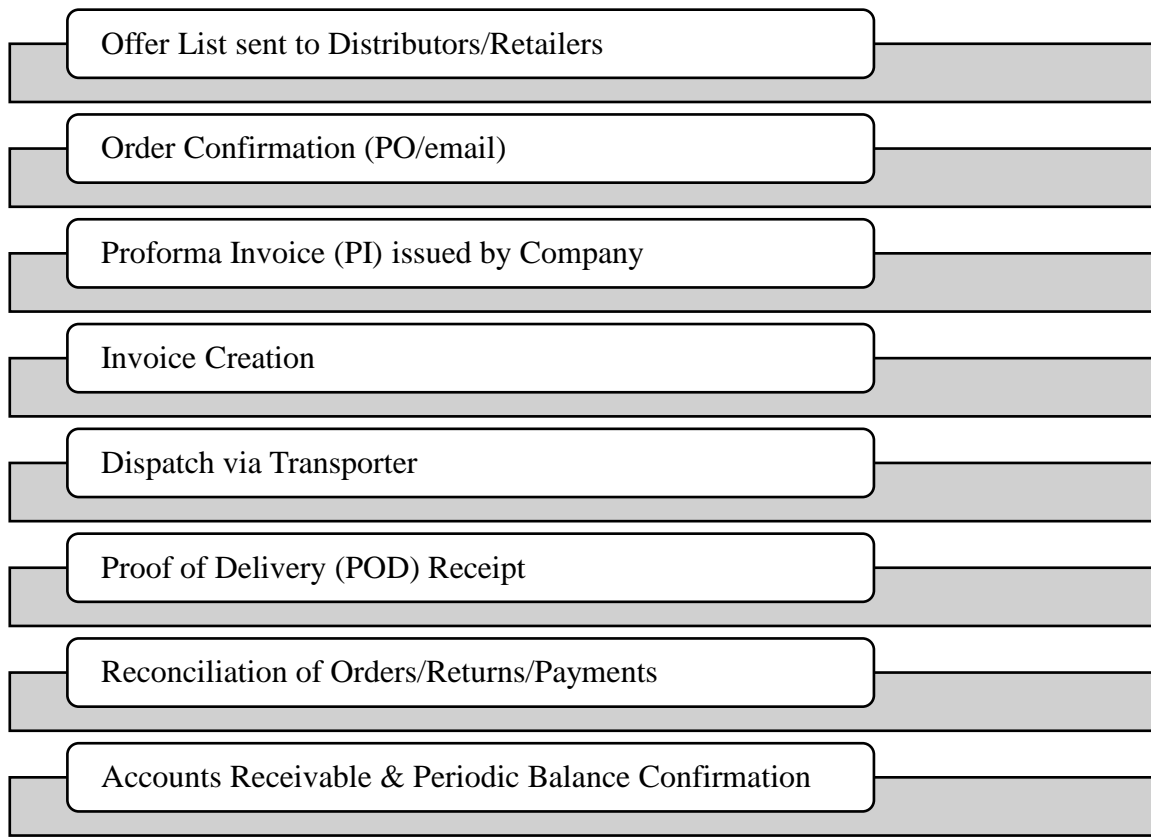 Offer List sent to Distributors/Retailers
Order Confirmation (PO/email)
Proforma Invoice (PI) issued by Company
Invoice Creation
Dispatch via Transporter
Proof of Delivery (POD) Receipt
Reconciliation of Orders/Returns/Payments
Accounts Receivable & Periodic Balance Confirmation